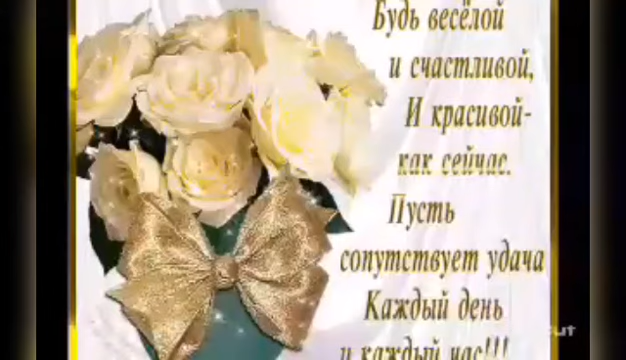 Будь весёлой
и счастливой,
И красивой-
как сейчас.
Пусть
сопутствует удача
Каждый день
и каждый час!!!